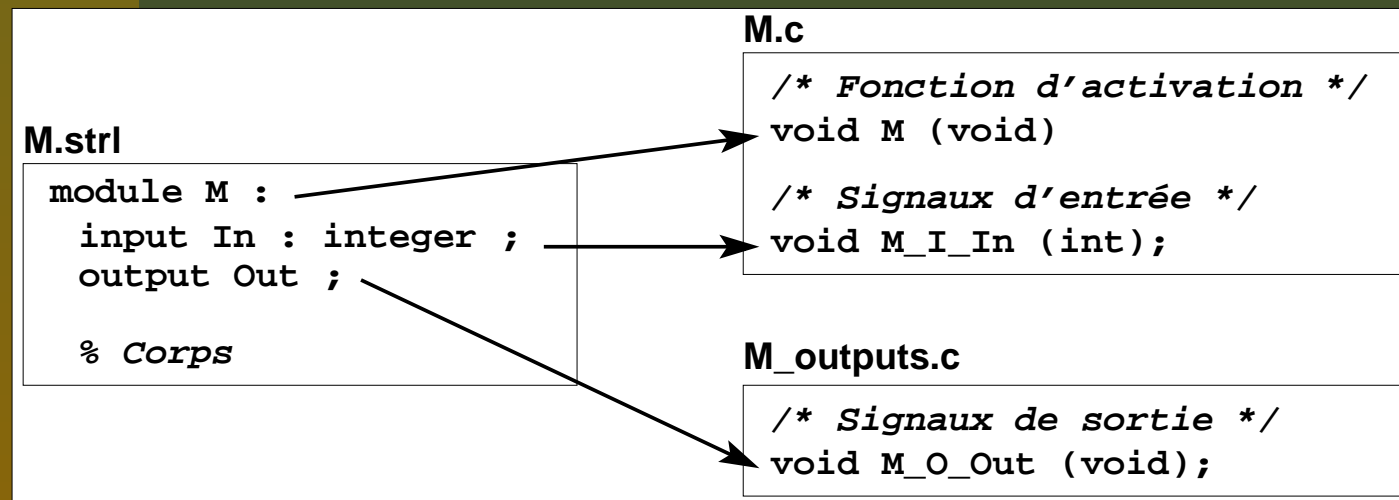 M.strl
module M :
input In : integer ;
output Out ;
% Corps
M.c
/* Fonction d'activation */
void M (void)
/* Signaux d'entrée */
void M_I_In (int);
M_outputs.c
/* Signaux de sortie */
void M_O_Out (void);